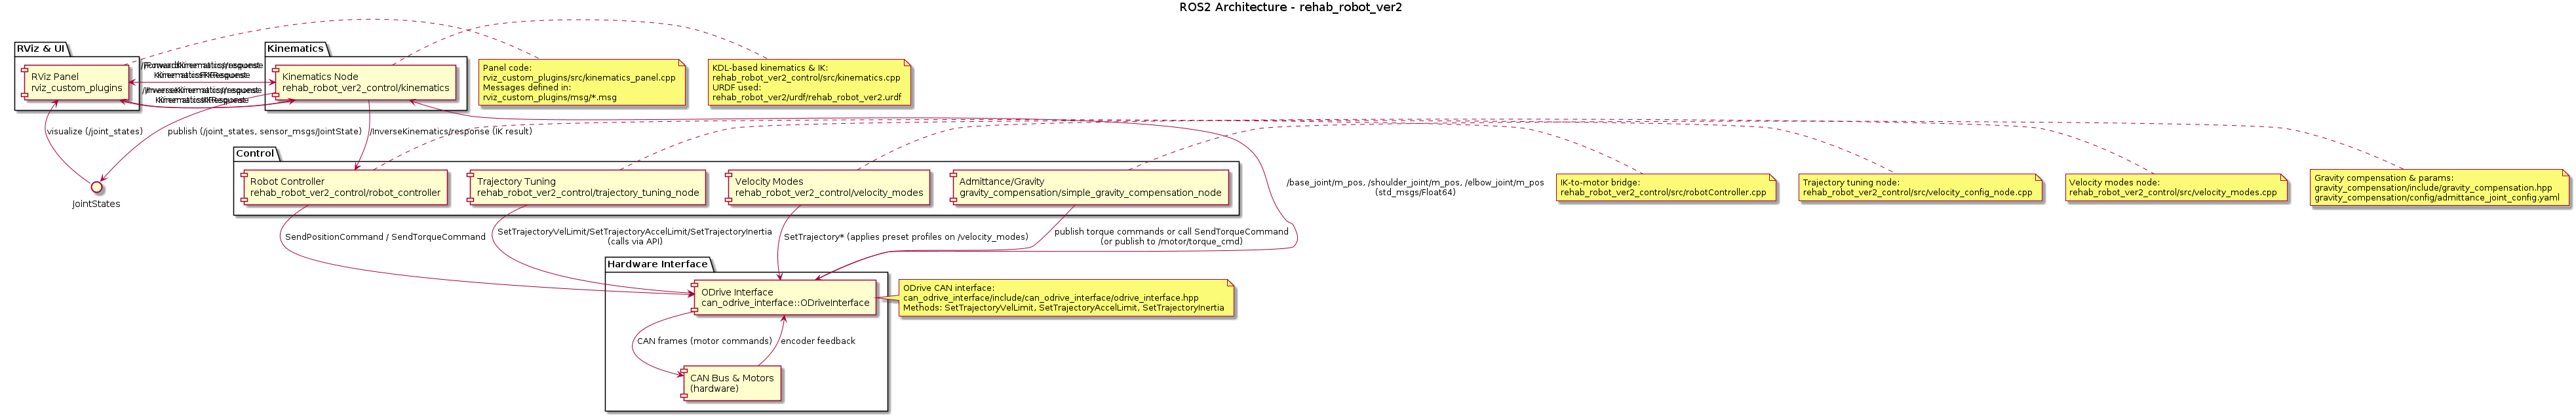 ROS2 Architecture - rehab_robot_ver2
RViz & UI
RViz Panel
rviz_custom_plugins
Kinematics
Kinematics Node
rehab_robot_ver2_control/kinematics
Panel code:
rviz_custom_plugins/src/kinematics_panel.cpp
Messages defined in:
rviz_custom_plugins/msg/*.msg
KDL-based kinematics & IK:
rehab_robot_ver2_control/src/kinematics.cpp
URDF used:
rehab_robot_ver2/urdf/rehab_robot_ver2.urdf
visualize (/joint_states)
publish (/joint_states, sensor_msgs/JointState)
/InverseKinematics/response (IK result)
JointStates
Control
Robot Controller
rehab_robot_ver2_control/robot_controller
Trajectory Tuning
rehab_robot_ver2_control/trajectory_tuning_node
Velocity Modes
rehab_robot_ver2_control/velocity_modes
Admittance/Gravity
gravity_compensation/simple_gravity_compensation_node
/base_joint/m_pos, /shoulder_joint/m_pos, /elbow_joint/m_pos
(std_msgs/Float64)
IK-to-motor bridge:
rehab_robot_ver2_control/src/robotController.cpp
Trajectory tuning node:
rehab_robot_ver2_control/src/velocity_config_node.cpp
Velocity modes node:
rehab_robot_ver2_control/src/velocity_modes.cpp
Gravity compensation & params:
gravity_compensation/include/gravity_compensation.hpp
gravity_compensation/config/admittance_joint_config.yaml
SendPositionCommand / SendTorqueCommand
SetTrajectoryVelLimit/SetTrajectoryAccelLimit/SetTrajectoryInertia
(calls via API)
SetTrajectory* (applies preset profiles on /velocity_modes)
publish torque commands or call SendTorqueCommand
(or publish to /motor/torque_cmd)
Hardware Interface
ODrive Interface
can_odrive_interface::ODriveInterface
ODrive CAN interface:
can_odrive_interface/include/can_odrive_interface/odrive_interface.hpp
Methods: SetTrajectoryVelLimit, SetTrajectoryAccelLimit, SetTrajectoryInertia
CAN frames (motor commands)
encoder feedback
CAN Bus & Motors
(hardware)